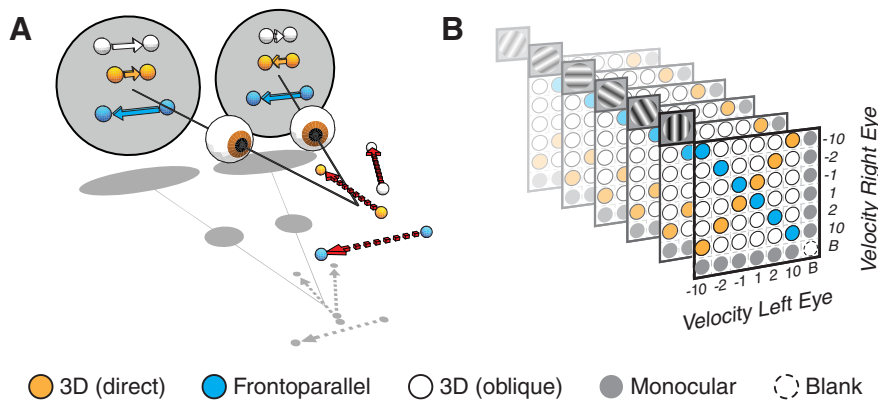 A
B
-10
-2
-1
1
2
10
B
Velocity Right Eye
-10 -2 -1 1 2 10 B
Velocity Left Eye
3D (direct) Frontoparallel 3D (oblique) Monocular Blank